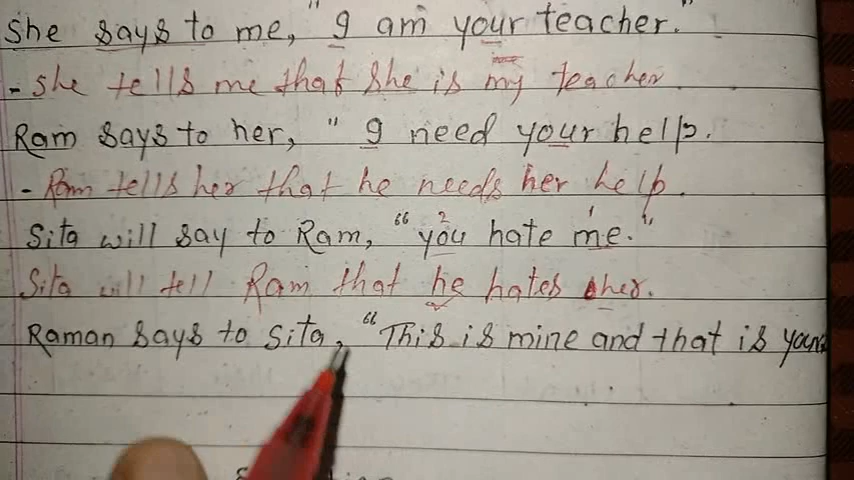 She says to me, "I am your teacher."
- She tells me that she is my teacher.
Ram says to her, "I need your help.
- Ram tells her that he needs her help.
Sita will say to Ram, "you hate me."
Sita will tell Ram that he hates her.
Raman says to Sita, "This is mine and that is yours